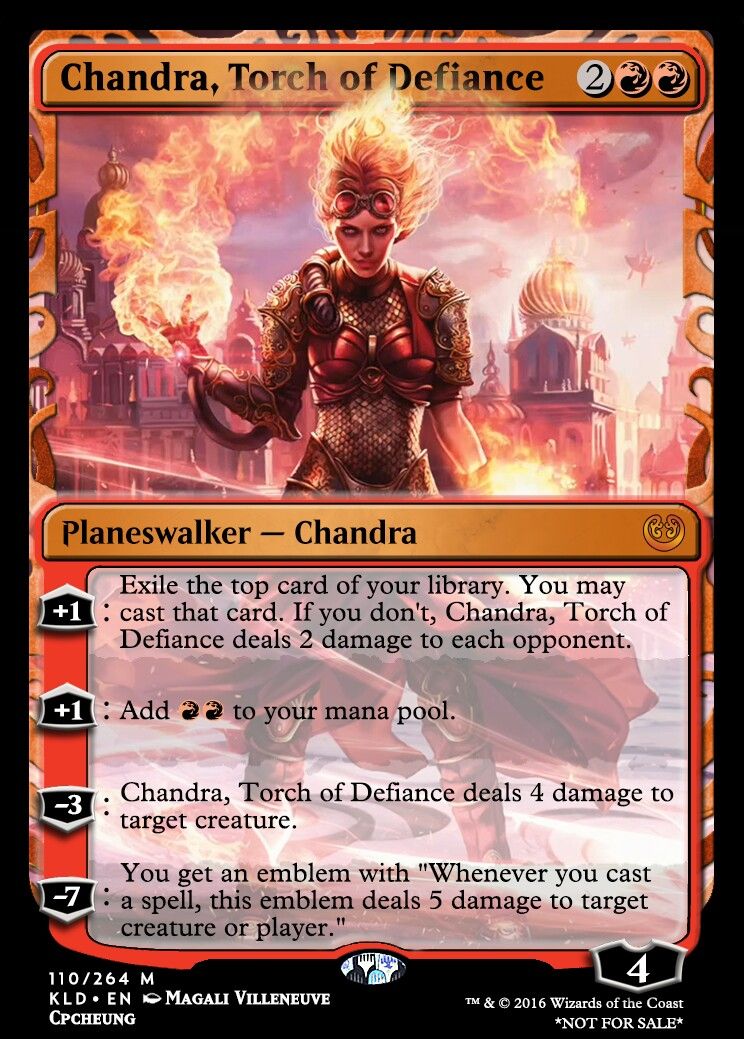 Chandra, Torch of Defiance 2
Planeswalker — Chandra
+1 : Exile the top card of your library. You may
cast that card. If you don't, Chandra, Torch of
Defiance deals 2 damage to each opponent.
+1 : Add to your mana pool.
-3 : Chandra, Torch of Defiance deals 4 damage to
target creature.
-7 : You get an emblem with "Whenever you cast
a spell, this emblem deals 5 damage to target
creature or player."
4
110/264 M
KLD • EN Magali Villeneuve
Cpcheung
™ & © 2016 Wizards of the Coast
*NOT FOR SALE*